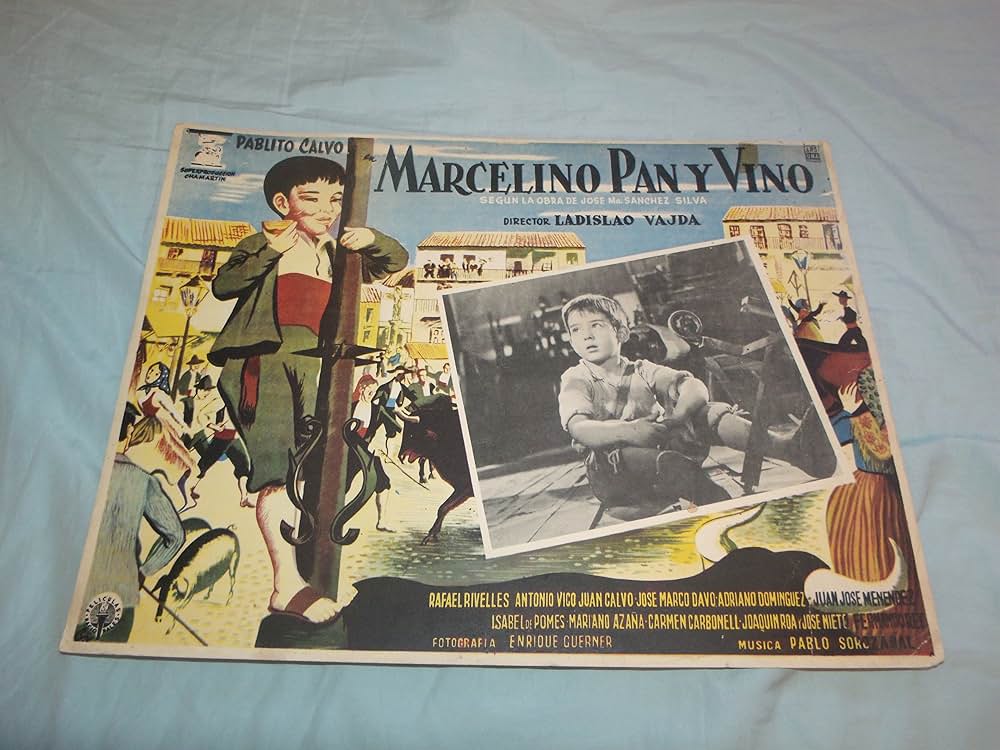 PABLITO CALVO
en
MARCELINO PAN Y VINO
SUPERPRODUCCION
CHAMARTIN
SEGUN LA OBRA DE JOSE Ma. SANCHEZ SILVA
DIRECTOR LADISLAO VAJDA
RAFAEL RIVELLES ANTONIO VICO JUAN CALVO · JOSE MARCO DAVO · ADRIANO DOMINGUEZ · JUAN JOSE MENENDEZ
ISABEL DE POMES · MARIANO AZAÑA · CARMEN CARBONELL · JOAQUIN ROA Y JOSE NIETO
FOTOGRAFIA ENRIQUE GUERNER
MUSICA PABLO SOROZABAL
PELICULAS